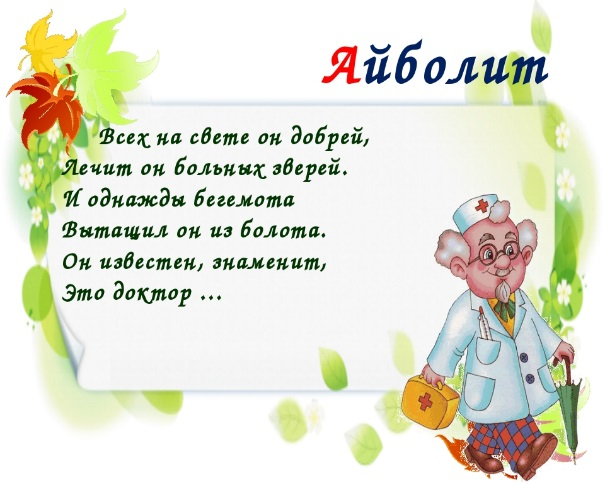 Айболит
Всех на свете он добрей,
Лечит он больных зверей.
И однажды бегемота
Вытащил он из болота.
Он известен, знаменит,
Это доктор ...